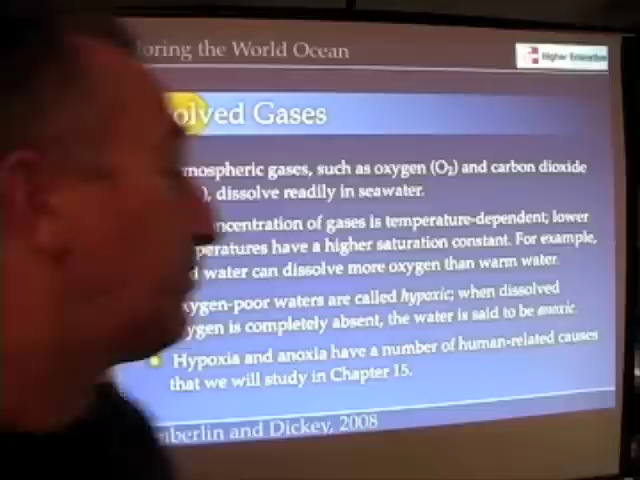 loring the World Ocean
Higher Education
olved Gases
mospheric gases, such as oxygen (O₂) and carbon dioxide
), dissolve readily in seawater.
ncentration of gases is temperature-dependent; lower
peratures have a higher saturation constant. For example,
d water can dissolve more oxygen than warm water.
xygen-poor waters are called hypoxic; when dissolved
ygen is completely absent, the water is said to be anoxic.
Hypoxia and anoxia have a number of human-related causes
that we will study in Chapter 15.
mberlin and Dickey, 2008